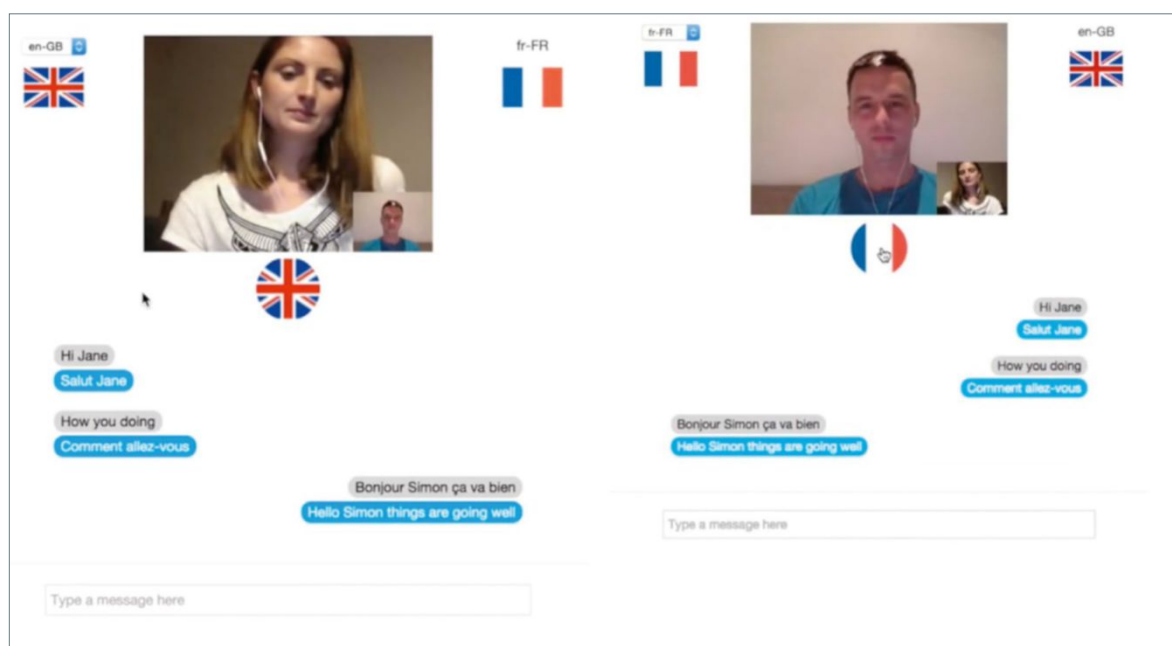 en-GB
fr-FR
Hi Jane
Salut Jane
How you doing
Comment allez-vous
Bonjour Simon ça va bien
Hello Simon things are going well
Type a message here
fr-FR
en-GB
Hi Jane
Salut Jane
How you doing
Comment allez-vous
Bonjour Simon ça va bien
Hello Simon things are going well
Type a message here